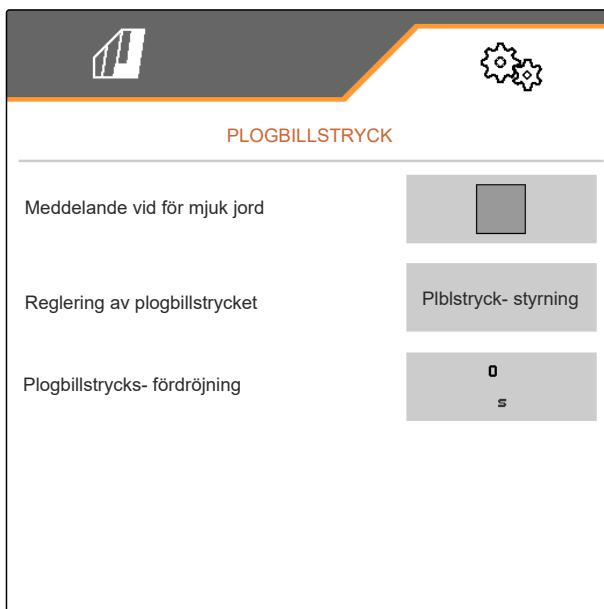 PLOGBILLSTRYCK
Meddelande vid för mjuk jord
Reglering av plogbillstrycket
Plblstryck- styrning
Plogbillstrycks- fördröjning
0
s